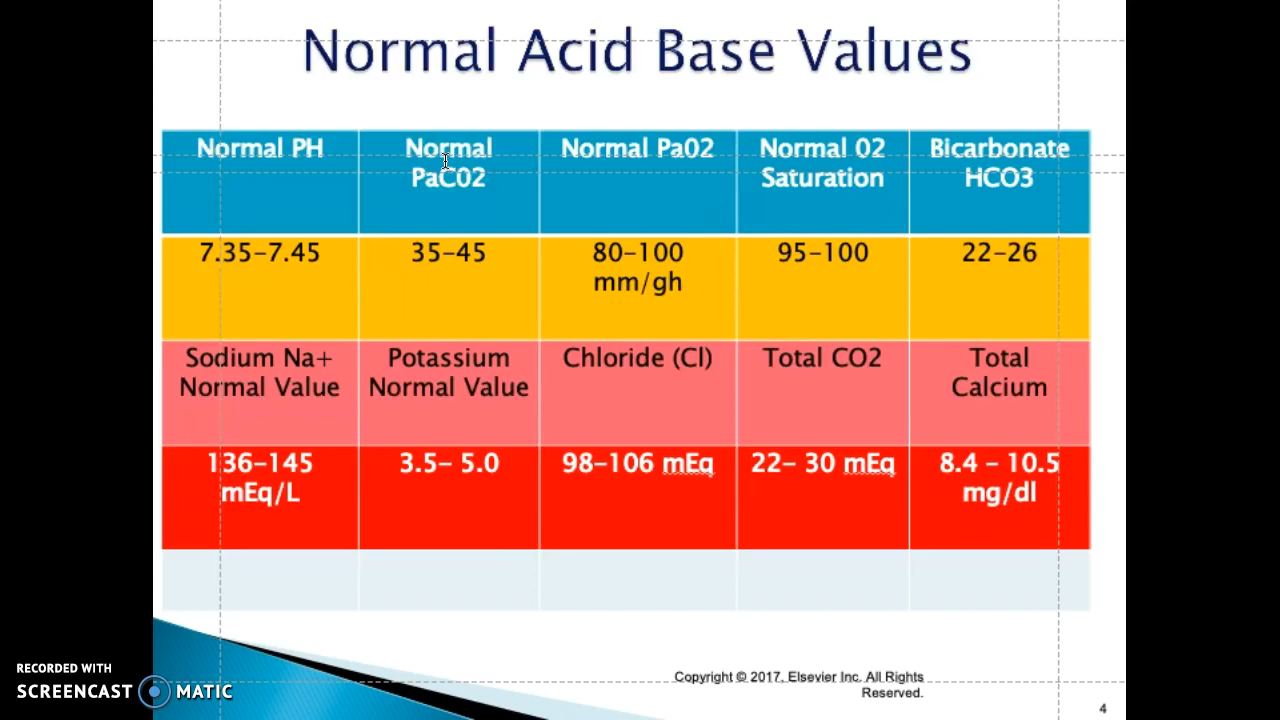 Normal Acid Base Values
Normal PH
Normal
PaC02
Normal Pa02
Normal 02
Saturation
Bicarbonate
HCO3
7.35-7.45
35-45
80-100
mm/gh
95-100
22-26
Sodium Na+
Normal Value
Potassium
Normal Value
Chloride (Cl)
Total CO2
Total
Calcium
136-145
mEq/L
3.5- 5.0
98-106 mEq
22- 30 mEq
8.4 - 10.5
mg/dl
Copyright © 2017, Elsevier Inc. All Rights
Reserved.
4
RECORDED WITH
SCREENCAST MATIC